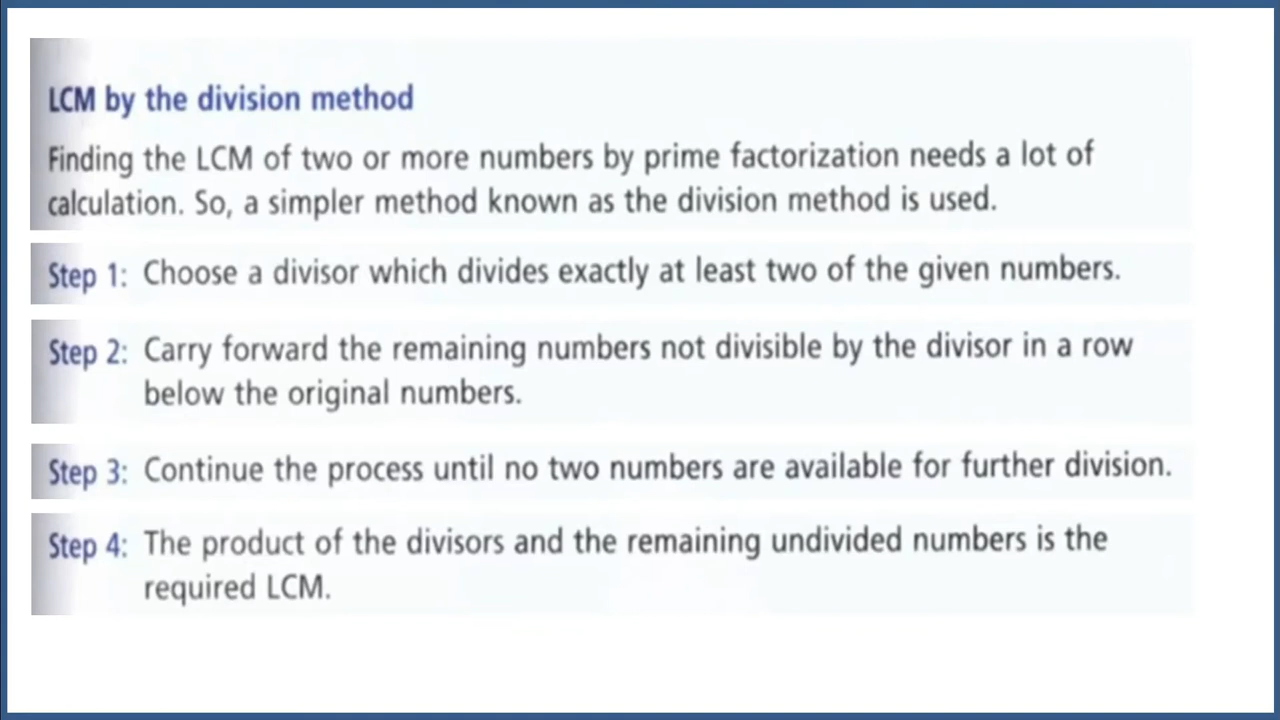 LCM by the division method
Finding the LCM of two or more numbers by prime factorization needs a lot of
calculation. So, a simpler method known as the division method is used.
Step 1: Choose a divisor which divides exactly at least two of the given numbers.
Step 2: Carry forward the remaining numbers not divisible by the divisor in a row
below the original numbers.
Step 3: Continue the process until no two numbers are available for further division.
Step 4: The product of the divisors and the remaining undivided numbers is the
required LCM.